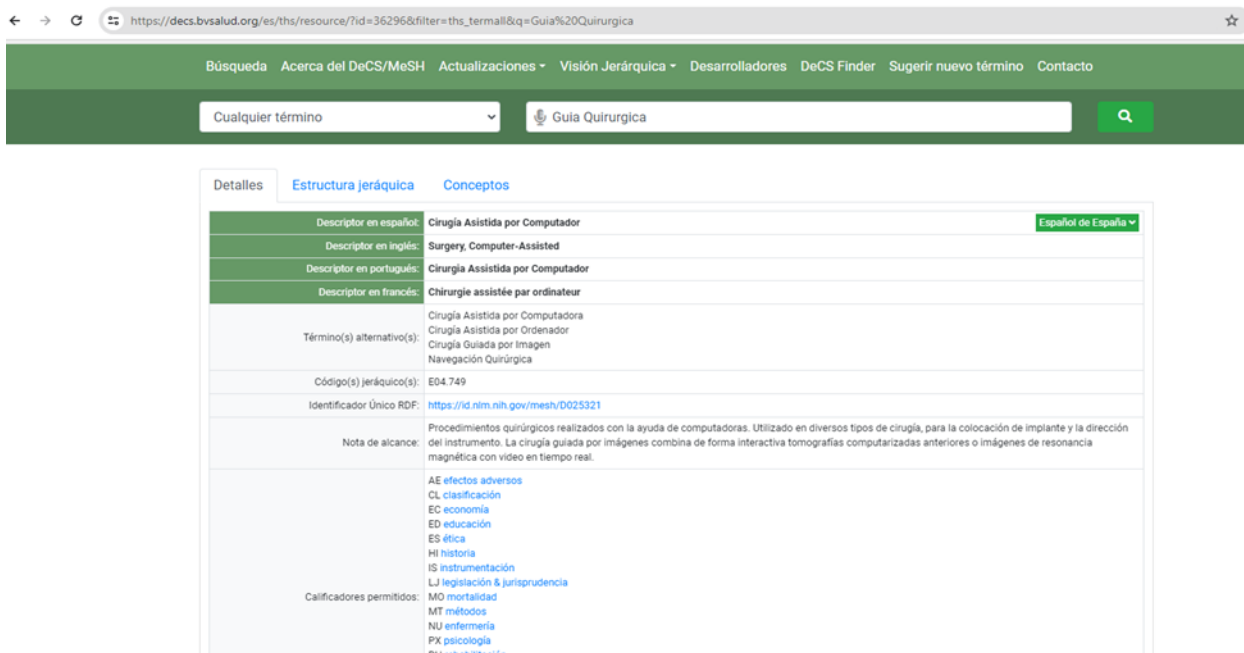 https://decs.bvsalud.org/es/ths/resource/?id=36296&filter=ths_termall&q=Guia%20Quirurgica
Búsqueda Acerca del DeCS/MeSH Actualizaciones Visión Jerárquica Desarrolladores DeCS Finder Sugerir nuevo término Contacto
Cualquier término Guia Quirurgica
Detalles Estructura jeráquica Conceptos
Descriptor en español: Cirugía Asistida por Computador Español de España
Descriptor en inglés: Surgery, Computer-Assisted
Descriptor en portugués: Cirurgia Assistida por Computador
Descriptor en francés: Chirurgie assistée par ordinateur
Término(s) alternativo(s): Cirugía Asistida por Computadora
Cirugía Asistida por Ordenador
Cirugía Guiada por Imagen
Navegación Quirúrgica
Código(s) jeráquico(s): E04.749
Identificador Único RDF: https://id.nlm.nih.gov/mesh/D025321
Nota de alcance: Procedimientos quirúrgicos realizados con la ayuda de computadoras. Utilizado en diversos tipos de cirugía, para la colocación de implante y la dirección
del instrumento. La cirugía guiada por imágenes combina de forma interactiva tomografías computarizadas anteriores o imágenes de resonancia
magnética con video en tiempo real.
Calificadores permitidos: AE efectos adversos
CL clasificación
EC economía
ED educación
ES ética
HI historia
IS instrumentación
LJ legislación & jurisprudencia
MO mortalidad
MT métodos
NU enfermería
PX psicología